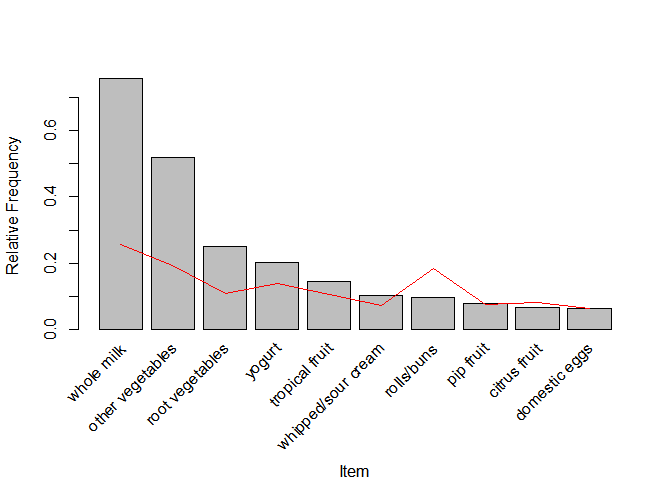 Relative Frequency
0.6
0.4
0.2
0.0
whole milk
other vegetables
root vegetables
yogurt
tropical fruit
whipped/sour cream
rolls/buns
pip fruit
citrus fruit
domestic eggs
Item